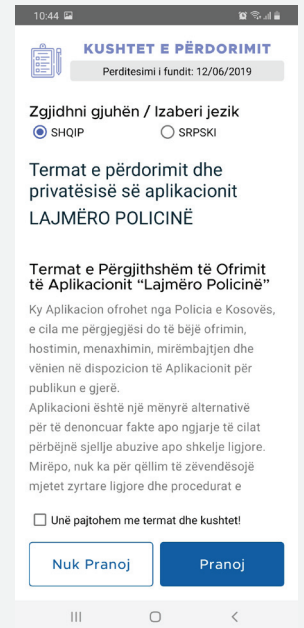 10:44
KUSHTET E PËRDORIMIT
Perditesimi i fundit: 12/06/2019
Zgjidhni gjuhën / Izaberi jezik
SHQIP
SRPSKI
Termat e përdorimit dhe
privatësisë së aplikacionit
LAJMËRO POLICINË
Termat e Përgjithshëm të Ofrimit
të Aplikacionit “Lajmëro Policinë”
Ky Aplikacion ofrohet nga Policia e Kosovës,
e cila me përgjegjësi do të bëjë ofrimin,
hostimin, menaxhimin, mirëmbajtjen dhe
vënien në dispozicion të Aplikacionit për
publikun e gjerë.
Aplikacioni është një mënyrë alternativë
për të denoncuar fakte apo ngjarje të cilat
përbëjnë sjellje abuzive apo shkelje ligjore.
Mirëpo, nuk ka për qëllim të zëvendësojë
mjetet zyrtare ligjore dhe procedurat e
Unë pajtohem me termat dhe kushtet!
Nuk Pranoj
Pranoj